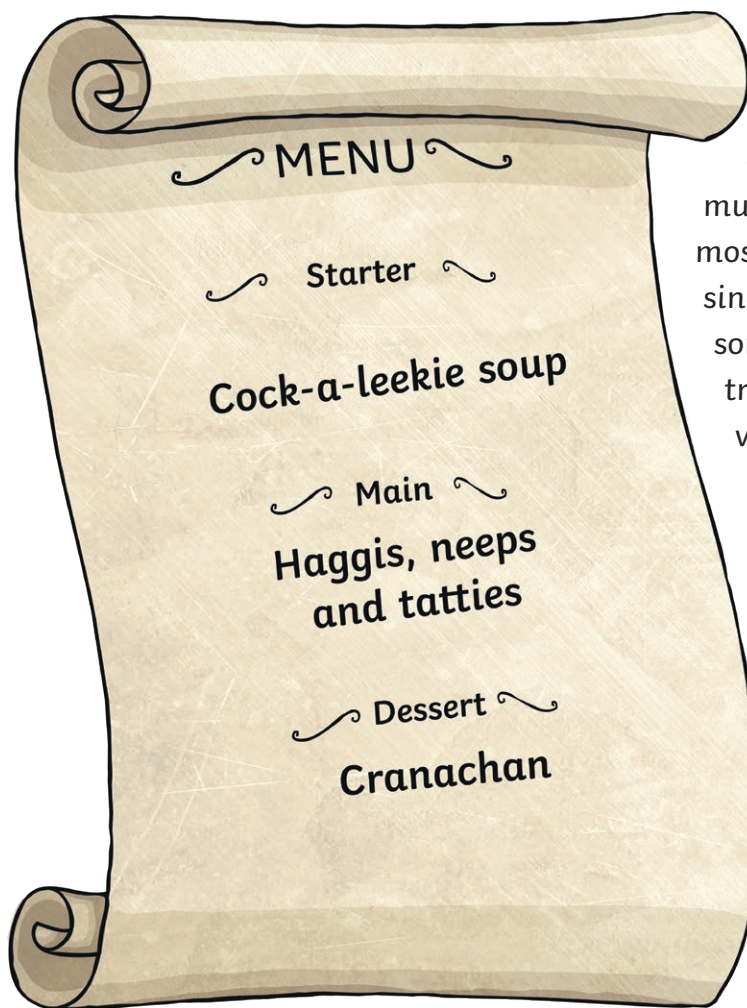 MENU
Starter
Cock-a-leekie soup
Main
Haggis, neeps
and tatties
Dessert
Cranachan